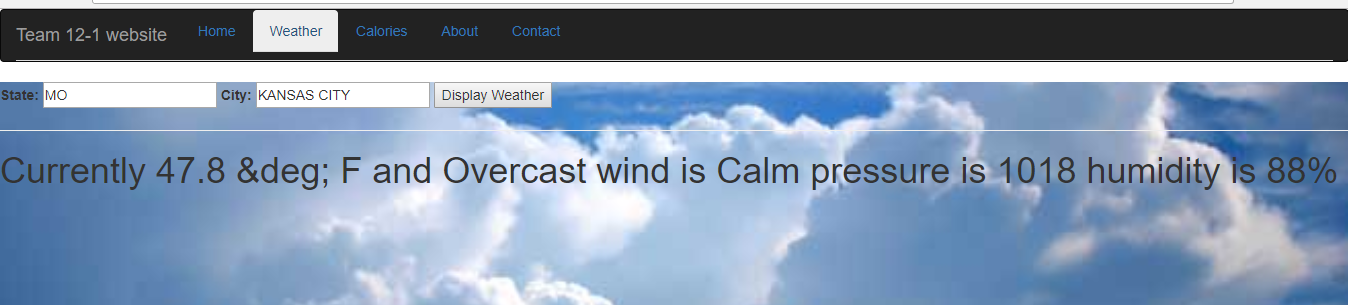 Team 12-1 website Home Weather Calories About Contact
State: MO City: KANSAS CITY Display Weather
Currently 47.8 &deg; F and Overcast wind is Calm pressure is 1018 humidity is 88%